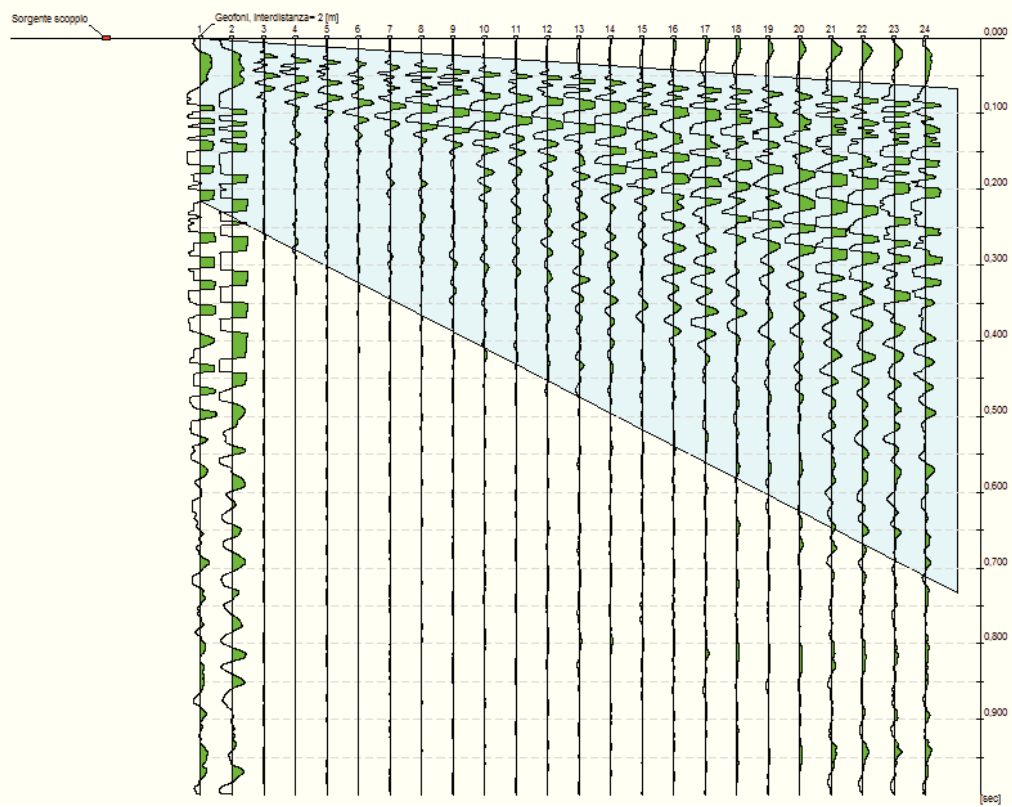 Sorgente scoppio
Geofoni, interdistanza= 2 [m]
1 2 3 4 5 6 7 8 9 10 11 12 13 14 15 16 17 18 19 20 21 22 23 24
0.000
0,100
0,200
0,300
0,400
0,500
0,600
0,700
0,800
0,900
[sec]